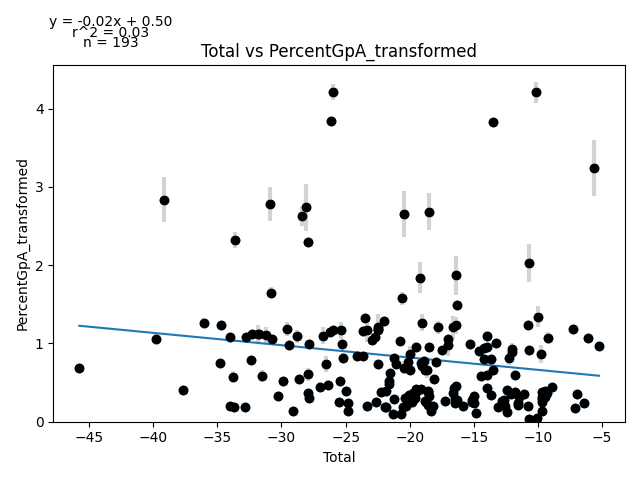 y = -0.02x + 0.50
r^2 = 0.03
n = 193
Total vs PercentGpA_transformed
PercentGpA_transformed
4
3
2
1
0
−45
−40
−35
−30
−25
−20
−15
−10
−5
Total